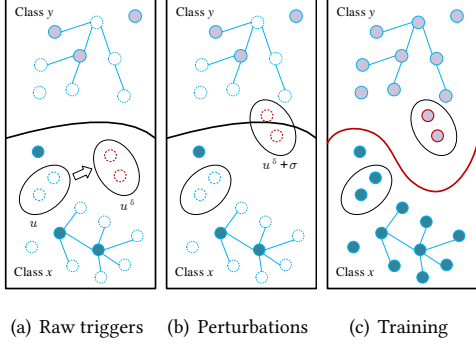 Class y
u
u δ
Class x
Class y
u δ + σ
Class x
Class y
Class x
(a) Raw triggers
(b) Perturbations
(c) Training